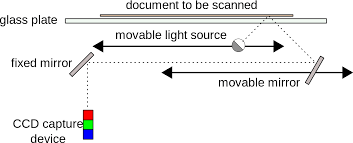 document to be scanned
glass plate
movable light source
fixed mirror
movable mirror
CCD capture
device